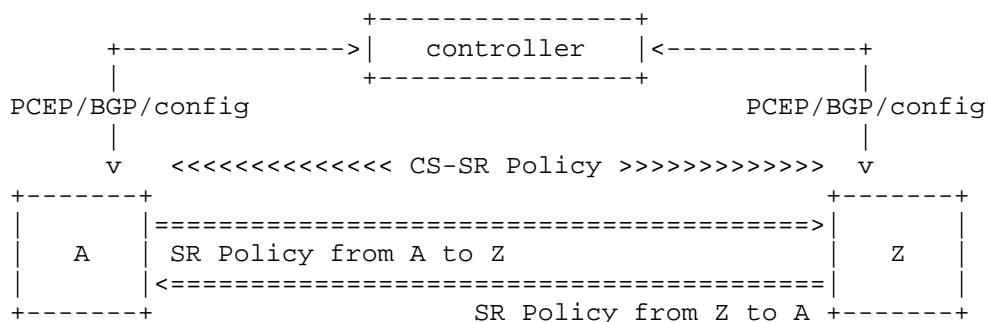 controller
PCEP/BGP/config PCEP/BGP/config
<<<<<<<<<<<<< CS-SR Policy >>>>>>>>>>>>>
A SR Policy from A to Z Z
SR Policy from Z to A